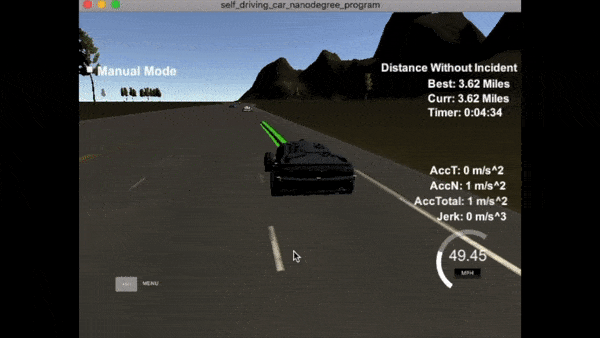 self_driving_car_nanodegree_program
Manual Mode
Distance Without Incident
Best: 3.62 Miles
Curr: 3.62 Miles
Timer: 0:04:34
AccT: 0 m/s^2
AccN: 1 m/s^2
AccTotal: 1 m/s^2
Jerk: 0 m/s^3
49.45
MPH
MENU